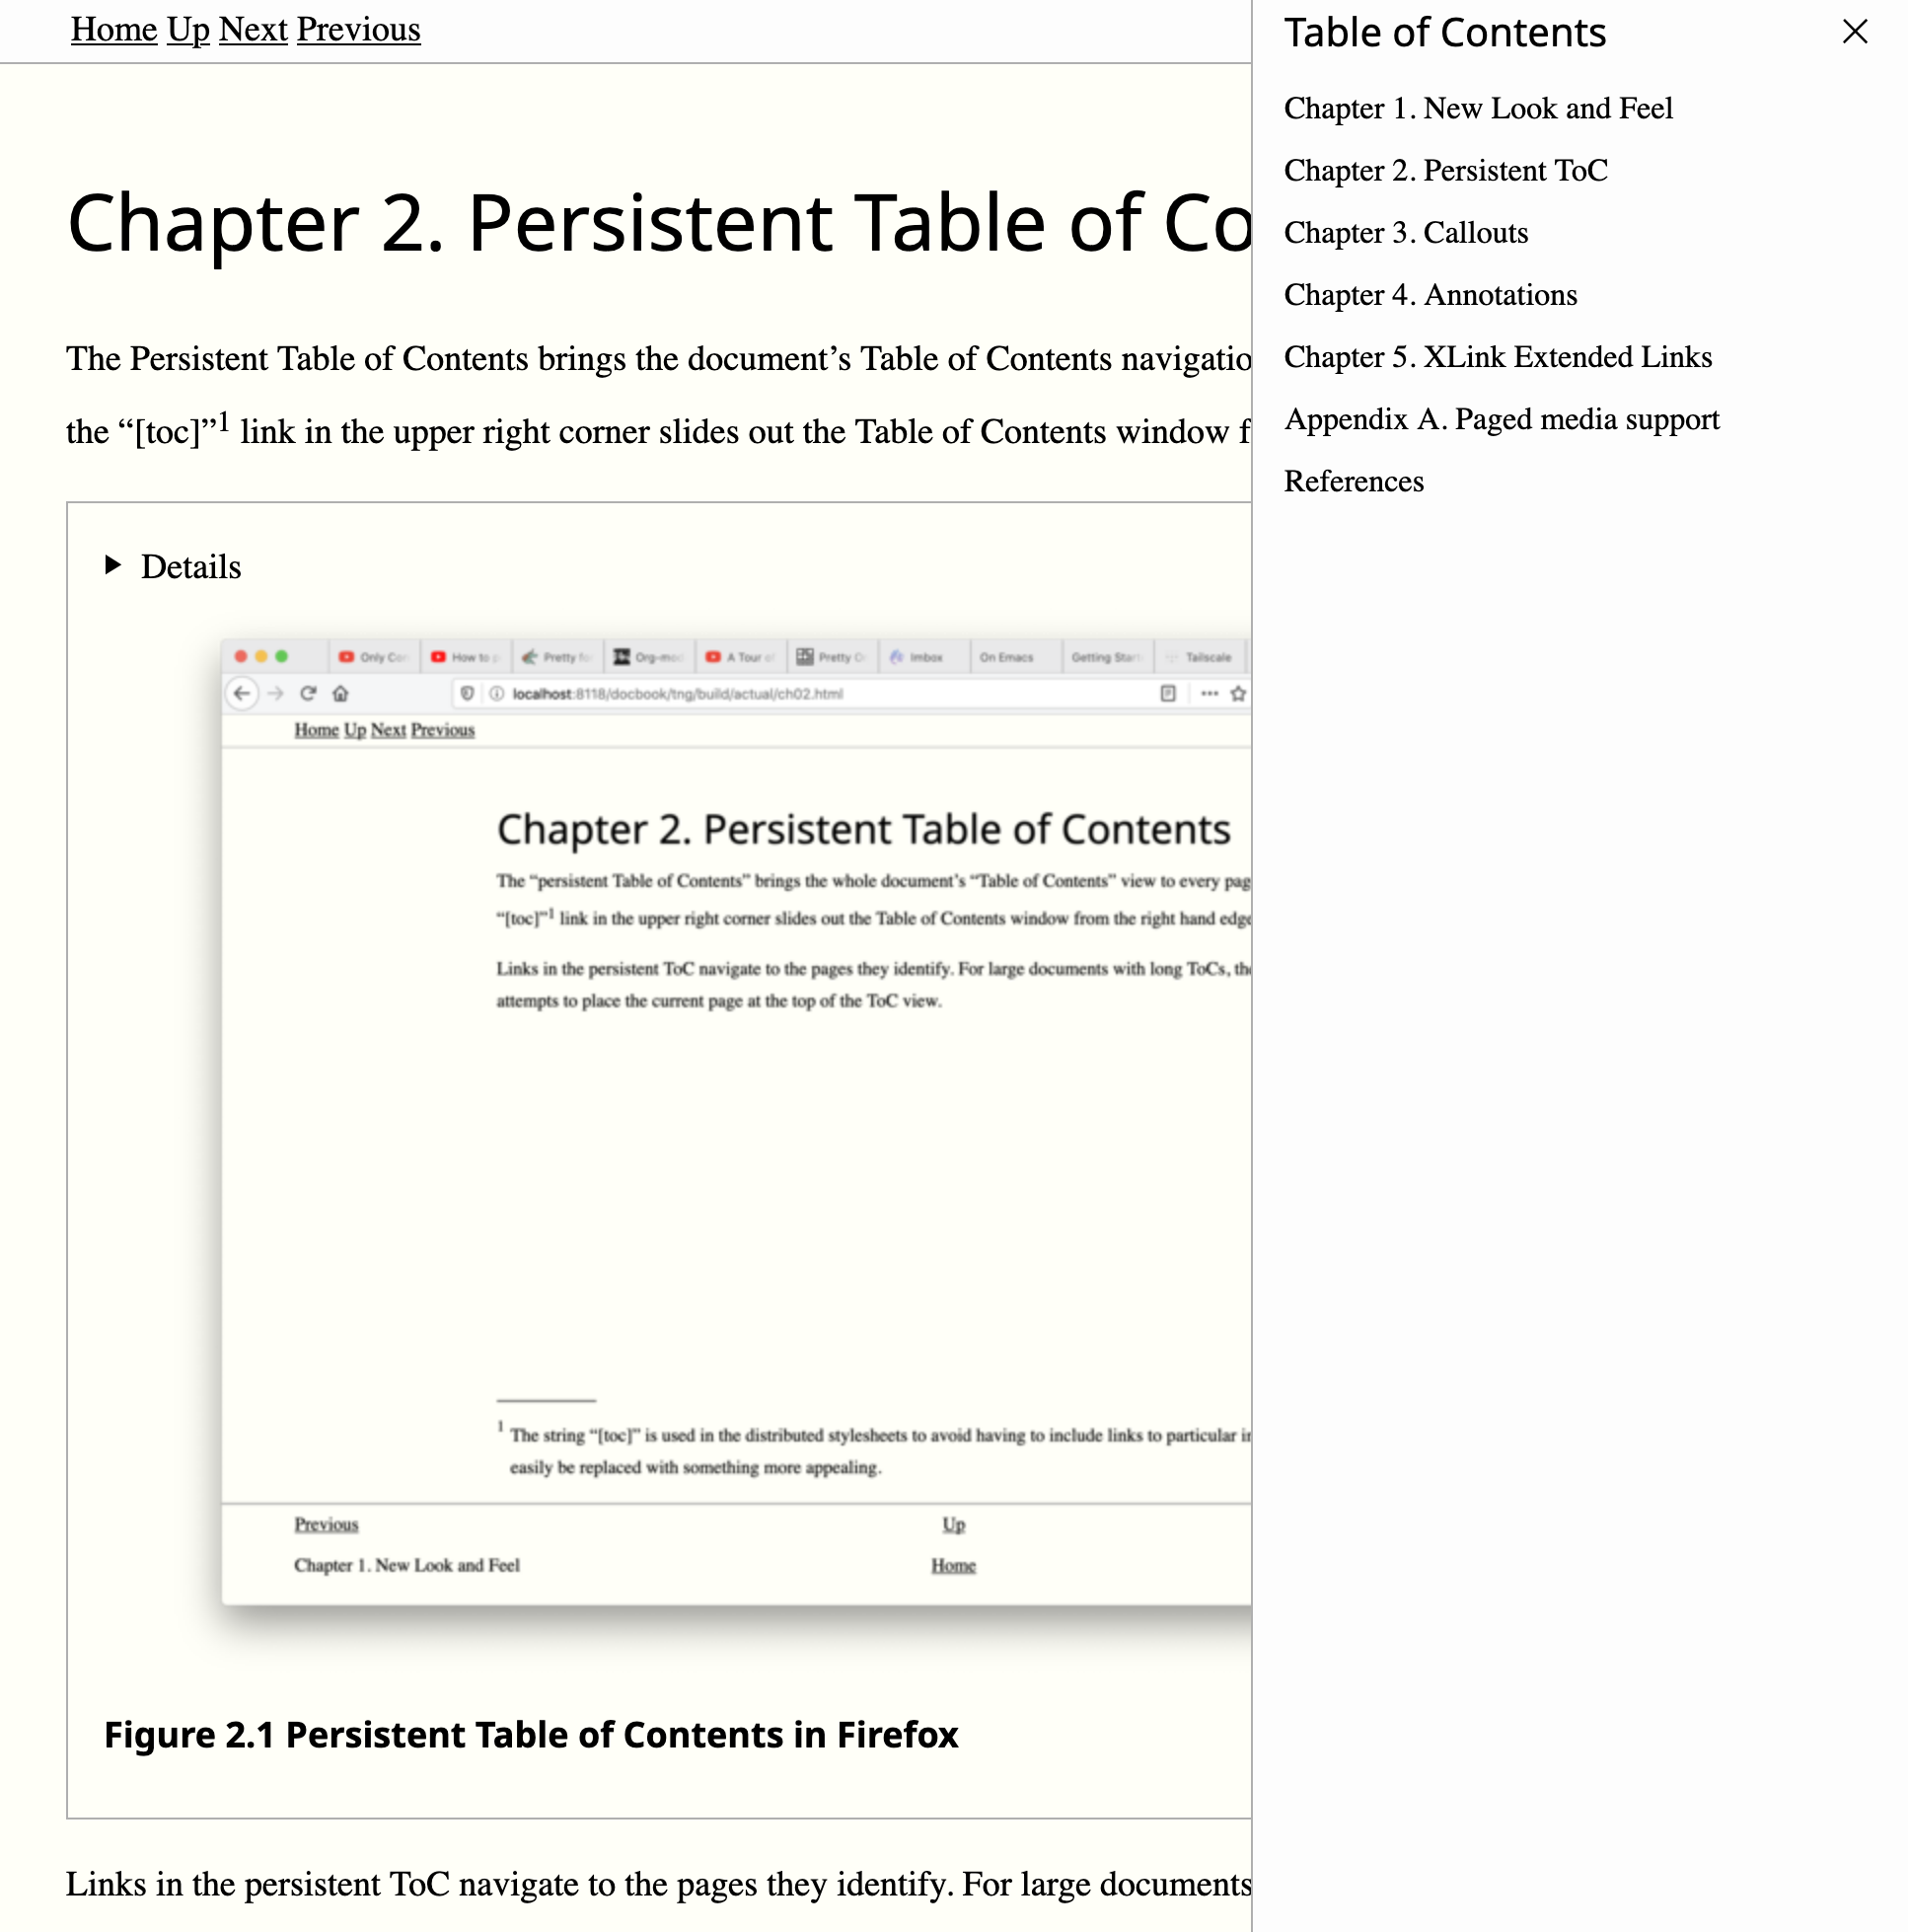 Home Up Next Previous
Chapter 2. Persistent Table of Co
The Persistent Table of Contents brings the document’s Table of Contents navigatio
the “[toc]”1 link in the upper right corner slides out the Table of Contents window f
Details
Only Con
How to p
Pretty fo
Org-mod
A Tour of
Pretty
Imbox
On Emacs
Getting Start
Tailscale
localhost:8118/docbook/tng/build/actual/ch02.html
Home Up Next Previous
Chapter 2. Persistent Table of Contents
The “persistent Table of Contents” brings the whole document’s “Table of Contents” view to every pag
“[toc]”1 link in the upper right corner slides out the Table of Contents window from the right hand edge
Links in the persistent ToC navigate to the pages they identify. For large documents with long ToCs, the
attempts to place the current page at the top of the ToC view.
1 The string “[toc]” is used in the distributed stylesheets to avoid having to include links to particular
easily be replaced with something more appealing.
Previous
Up
Chapter 1. New Look and Feel
Home
Figure 2.1 Persistent Table of Contents in Firefox
Links in the persistent ToC navigate to the pages they identify. For large documents
Table of Contents
Chapter 1. New Look and Feel
Chapter 2. Persistent ToC
Chapter 3. Callouts
Chapter 4. Annotations
Chapter 5. XLink Extended Links
Appendix A. Paged media support
References